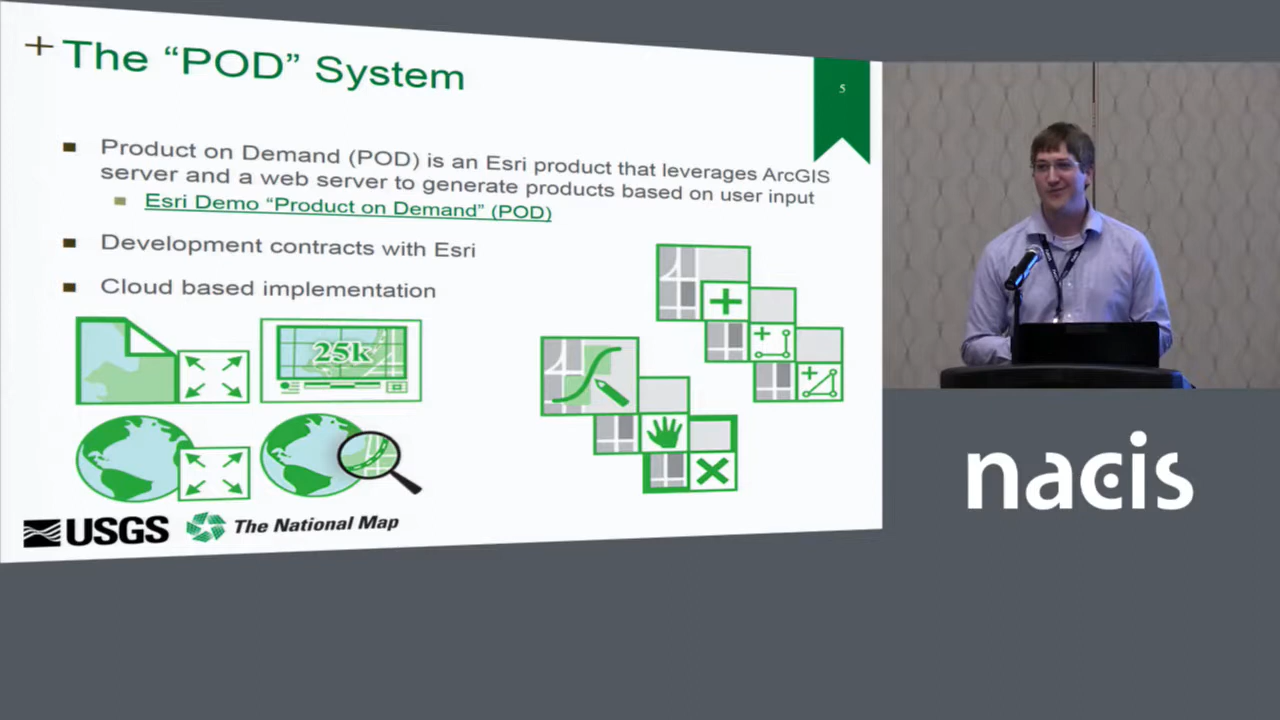 The “POD” System
5
Product on Demand (POD) is an Esri product that leverages ArcGIS
server and a web server to generate products based on user input
Esri Demo “Product on Demand” (POD)
Development contracts with Esri
Cloud based implementation
25k
USGS
The National Map
nacis